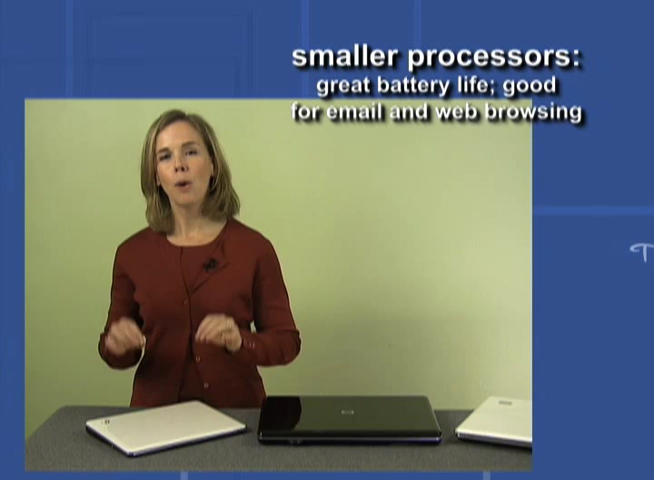 smaller processors:
great battery life; good
for email and web browsing